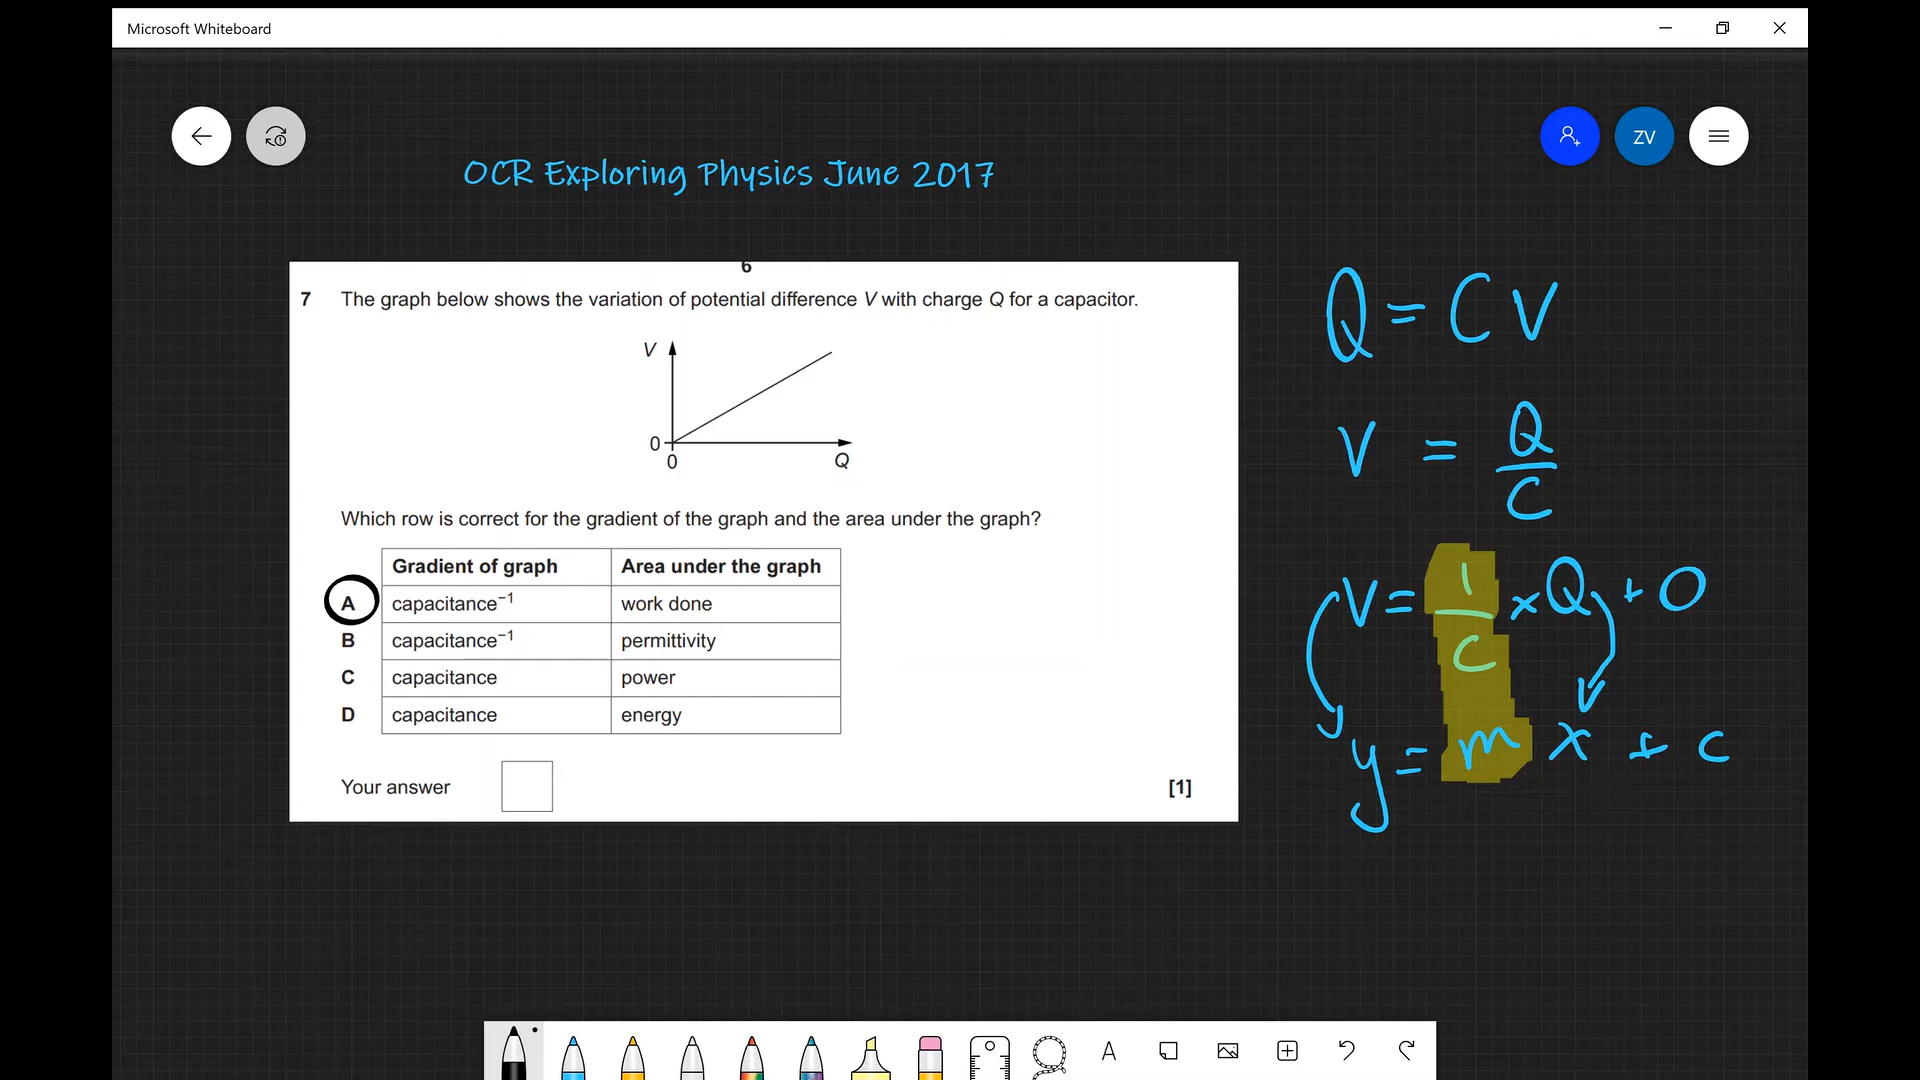 Microsoft Whiteboard
ZV
OCR Exploring Physics June 2017
6
7 The graph below shows the variation of potential difference V with charge Q for a capacitor.
V
0
0
Q
Which row is correct for the gradient of the graph and the area under the graph?
Gradient of graph Area under the graph
A capacitance⁻¹ work done
B capacitance⁻¹ permittivity
C capacitance power
D capacitance energy
Your answer [1]
Q = CV
V = Q/C
V = 1/C × Q + 0
y = m x + c
A